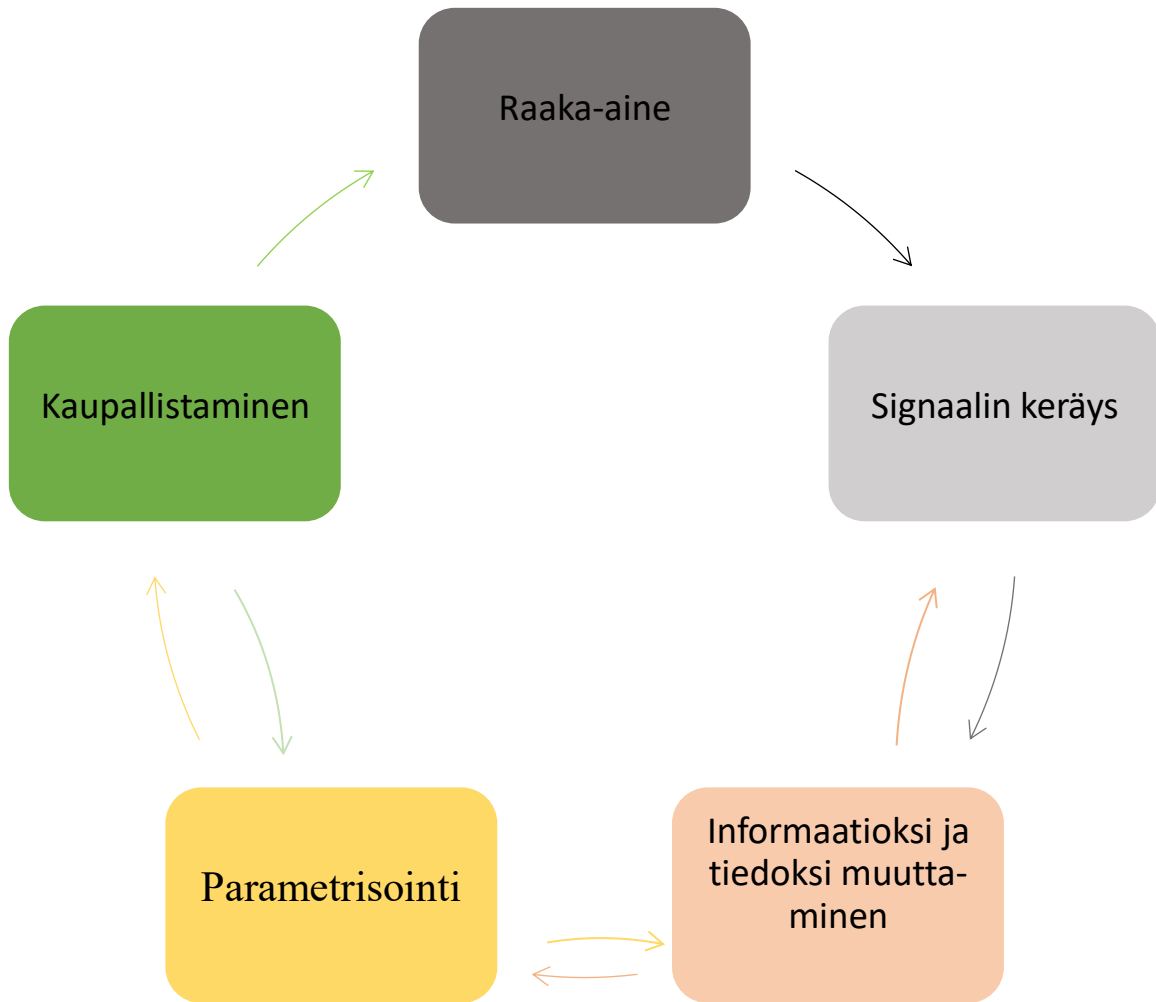 Raaka-aine
Kaupallistaminen
Signaalin keräys
Parametrisointi
Informaatioksi ja
tiedoksi muutta-
minen